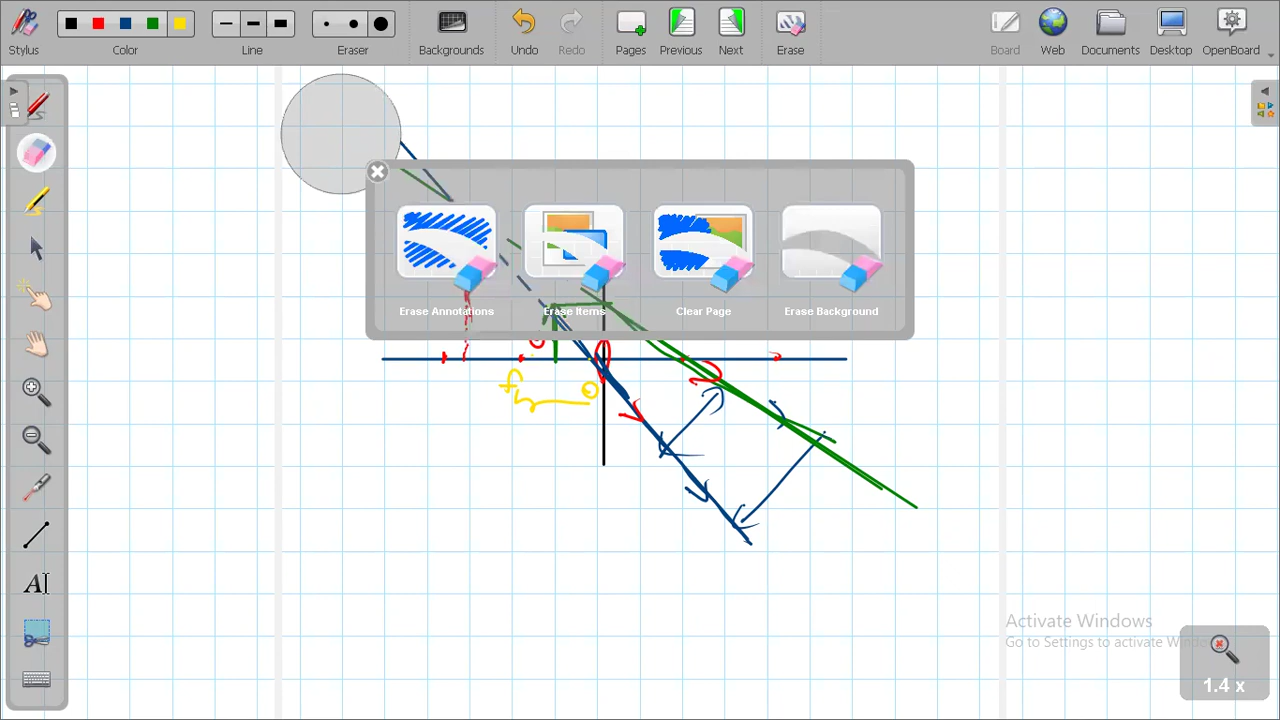 Stylus
Color
Line
Eraser
Backgrounds
Undo
Redo
Pages
Previous
Next
Erase
Board
Web
Documents
Desktop
OpenBoard
Erase Annotations
Erase Items
Clear Page
Erase Background
f
o
A
Activate Windows
Go to Settings to activate Windo
1.4 x